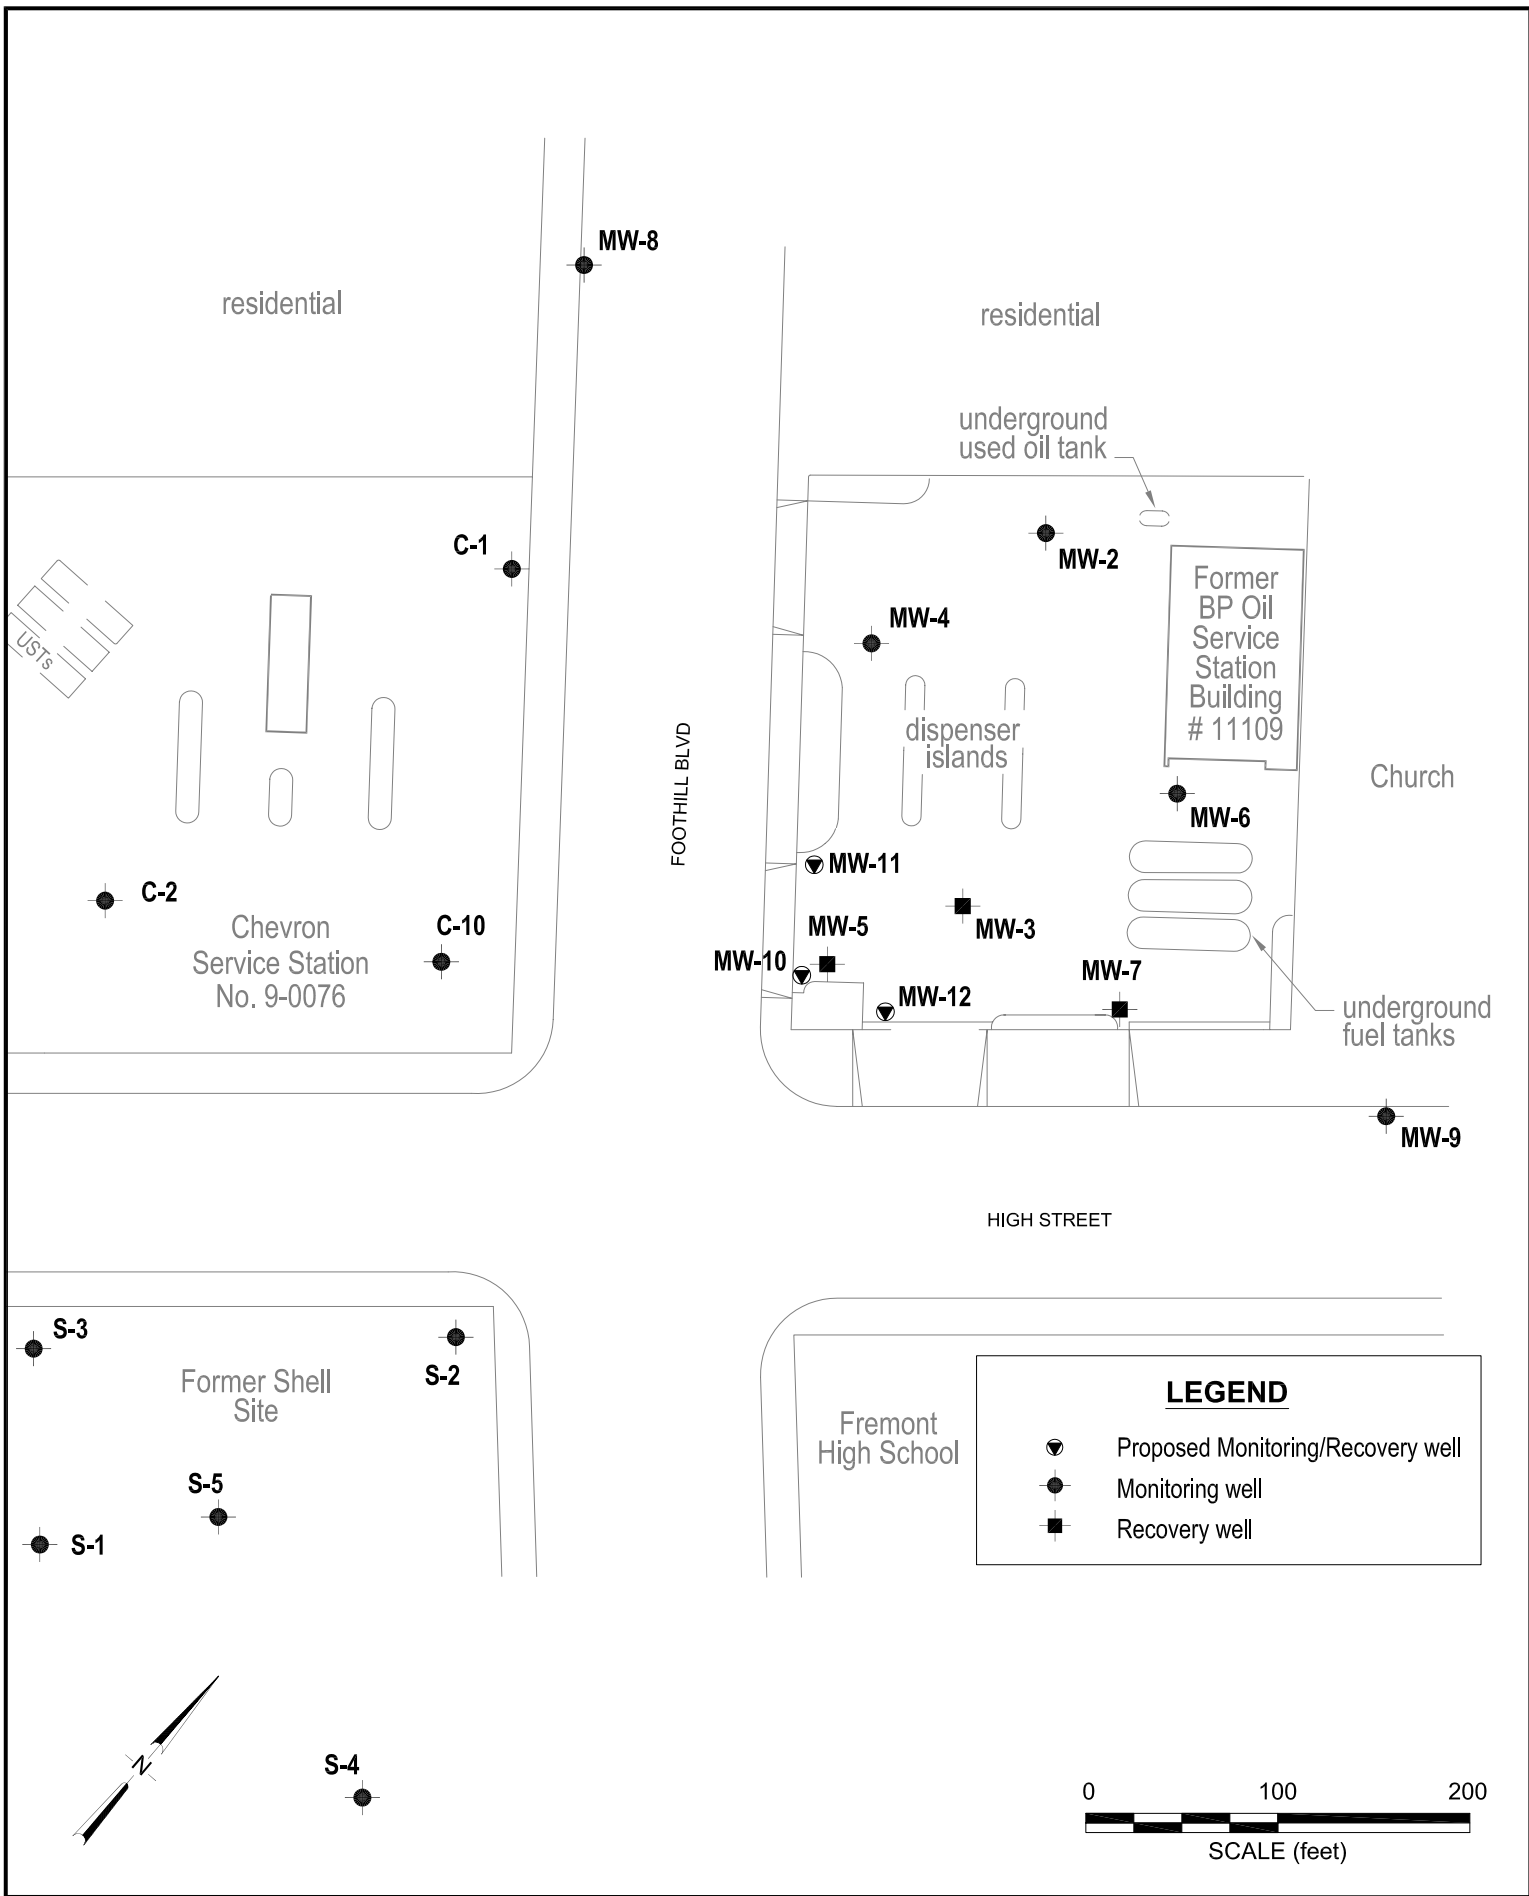 MW-8
residential
residential
underground
used oil tank
C-1
MW-2
Former
BP Oil
Service
Station
Building
# 11109
MW-4
USTs
dispenser
islands
FOOTHILL BLVD
Church
MW-6
MW-11
C-2
C-10
Chevron
Service Station
No. 9-0076
MW-5
MW-3
MW-10
MW-7
MW-12
underground
fuel tanks
MW-9
HIGH STREET
S-3
S-2
Former Shell
Site
Fremont
High School
LEGEND
Proposed Monitoring/Recovery well
Monitoring well
Recovery well
S-5
S-1
N
S-4
0 100 200
SCALE (feet)